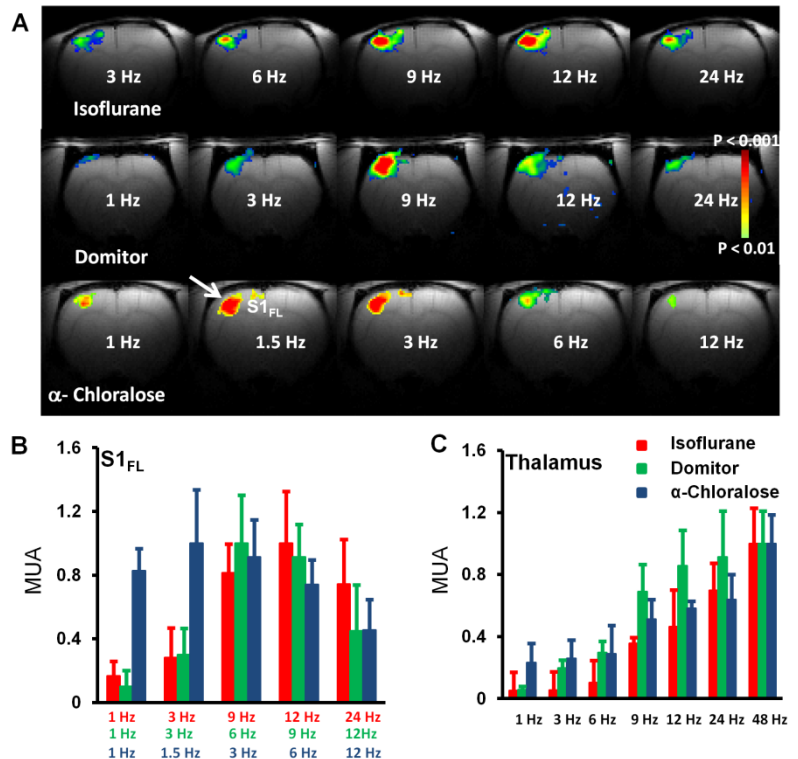 A
3 Hz 6 Hz 9 Hz 12 Hz 24 Hz
Isoflurane
P < 0.001
1 Hz 3 Hz 9 Hz 12 Hz 24 Hz
P < 0.01
Domitor
S1FL
1 Hz 1.5 Hz 3 Hz 6 Hz 12 Hz
α- Chloralose
B
S1FL
MUA
1.6
1.2
0.8
0.4
0
1 Hz 3 Hz 9 Hz 12 Hz 24 Hz
1 Hz 3 Hz 6 Hz 9 Hz 12Hz
1 Hz 1.5 Hz 3 Hz 6 Hz 12 Hz
C
Thalamus
Isoflurane
Domitor
α-Chloralose
MUA
1.6
1.2
0.8
0.4
0
1 Hz 3 Hz 6 Hz 9 Hz 12 Hz 24 Hz 48 Hz